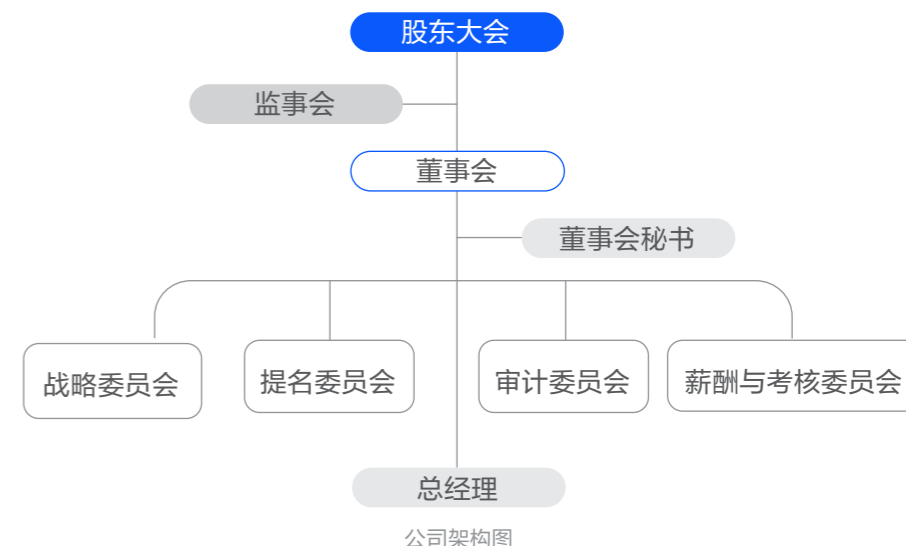 股东大会
监事会
董事会
董事会秘书
战略委员会
提名委员会
审计委员会
薪酬与考核委员会
总经理
公司架构图